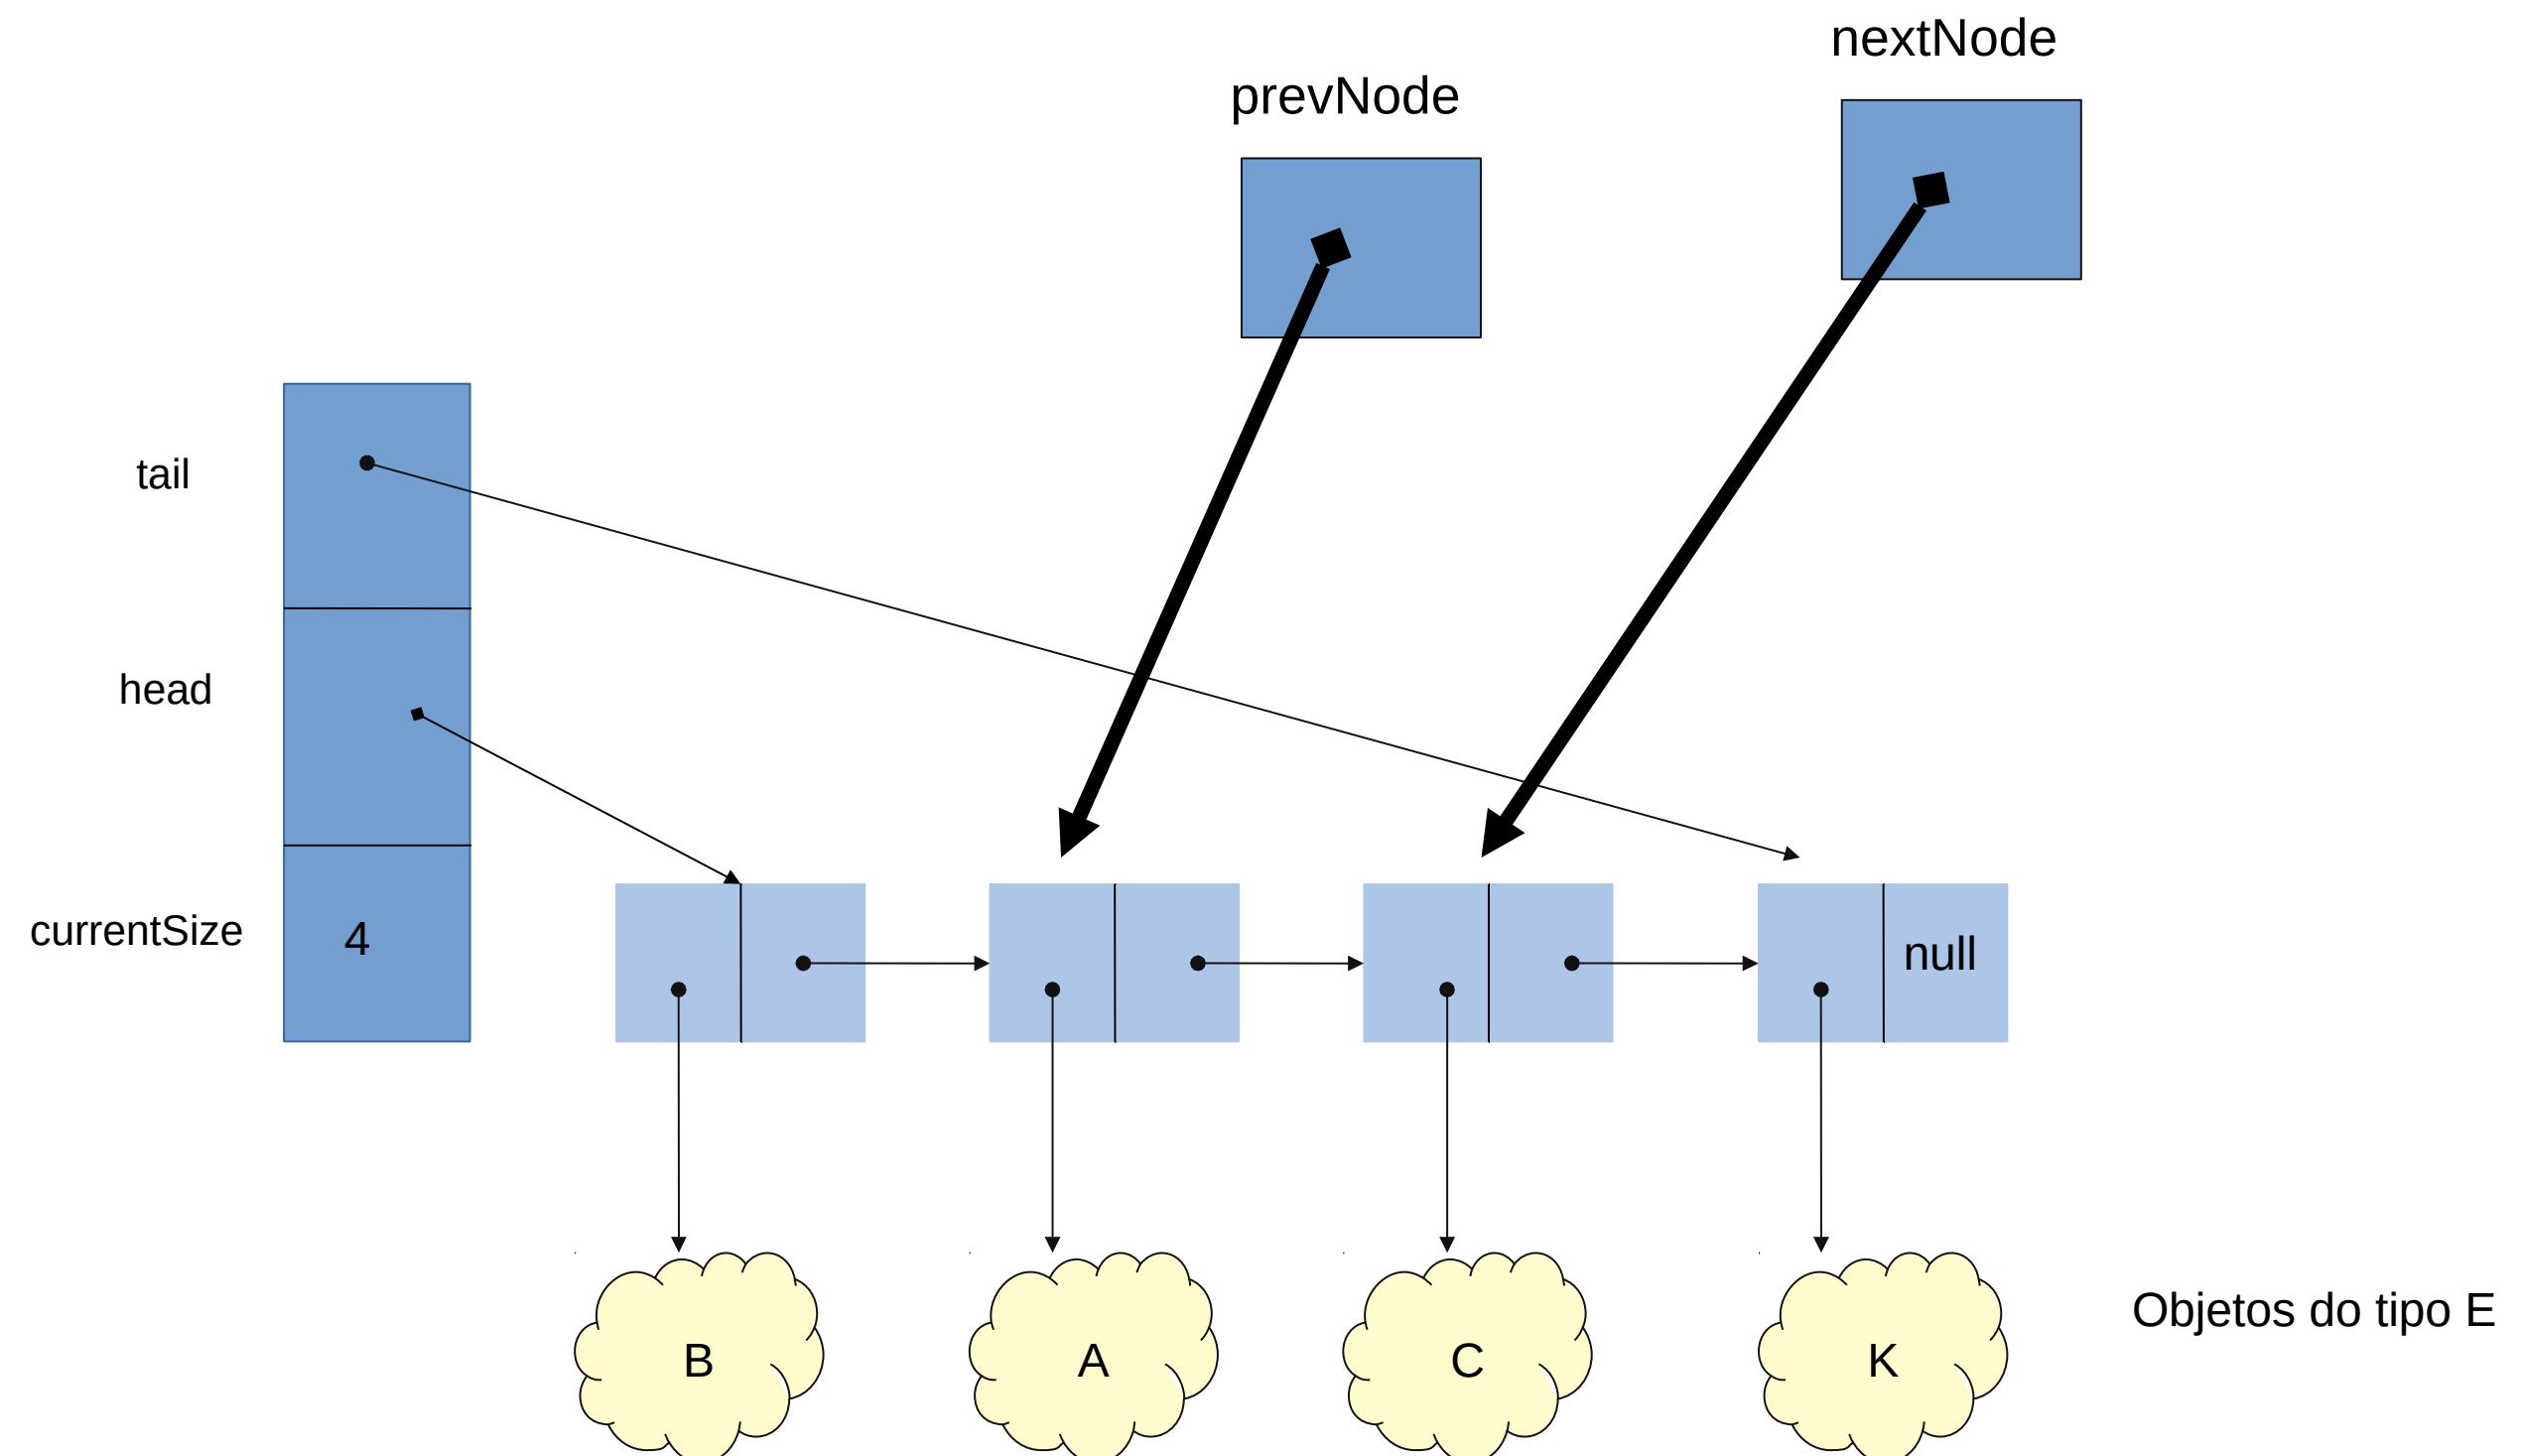 nextNode
prevNode
tail
head
currentSize
4
null
B
A
C
K
Objetos do tipo E